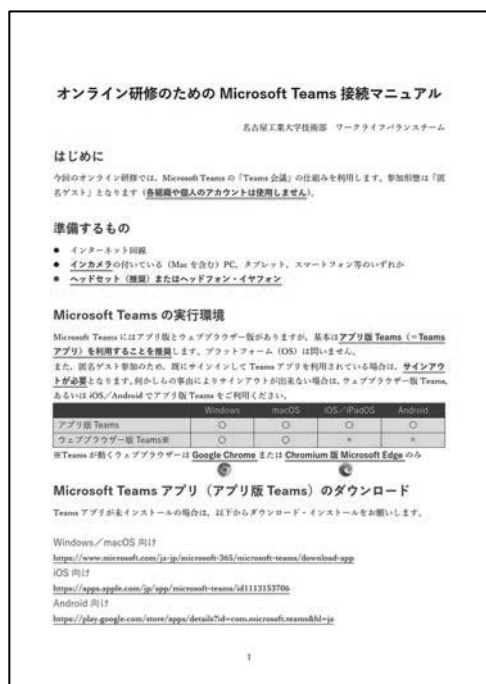 オンライン研修のための Microsoft Teams 接続マニュアル
名古屋工業大学技術部　ワークライフバランスチーム
はじめに
今回のオンライン研修では、Microsoft Teamsの「Teams 会議」の仕組みを利用します。参加形態は「匿
名ゲスト」となります（各組織や個人のアカウントは使用しません）。
準備するもの
● インターネット回線
● インカメラの付いている（Mac を含む）PC、タブレット、スマートフォン等のいずれか
● ヘッドセット（推奨）またはヘッドフォン・イヤフォン
Microsoft Teams の実行環境
Microsoft Teams にはアプリ版とウェブブラウザー版がありますが、基本はアプリ版 Teams（＝Teams
アプリ）を利用することを推奨します。プラットフォーム（OS）は問いません。
また、匿名ゲスト参加のため、既にサインインして Teams アプリを利用されている場合は、サインアウ
トが必要となります。何かしらの事由によりサインアウトが出来ない場合は、ウェブブラウザー版 Teams、
あるいは iOS／Android でアプリ版 Teams をご利用ください。
Windows macOS iOS／iPadOS Android
アプリ版 Teams ○ ○ ○ ○
ウェブブラウザー版 Teams※ ○ ○ × ×
※Teams が動くウェブブラウザーは Google Chrome または Chromium 版 Microsoft Edge のみ
Microsoft Teams アプリ（アプリ版 Teams）のダウンロード
Teams アプリが未インストールの場合は、以下からダウンロード・インストールをお願いします。
Windows／macOS 向け
https://www.microsoft.com/ja-jp/microsoft-365/microsoft-teams/download-app
iOS 向け
https://apps.apple.com/jp/app/microsoft-teams/id1113153706
Android 向け
https://play.google.com/store/apps/details?id=com.microsoft.teams&hl=ja
1